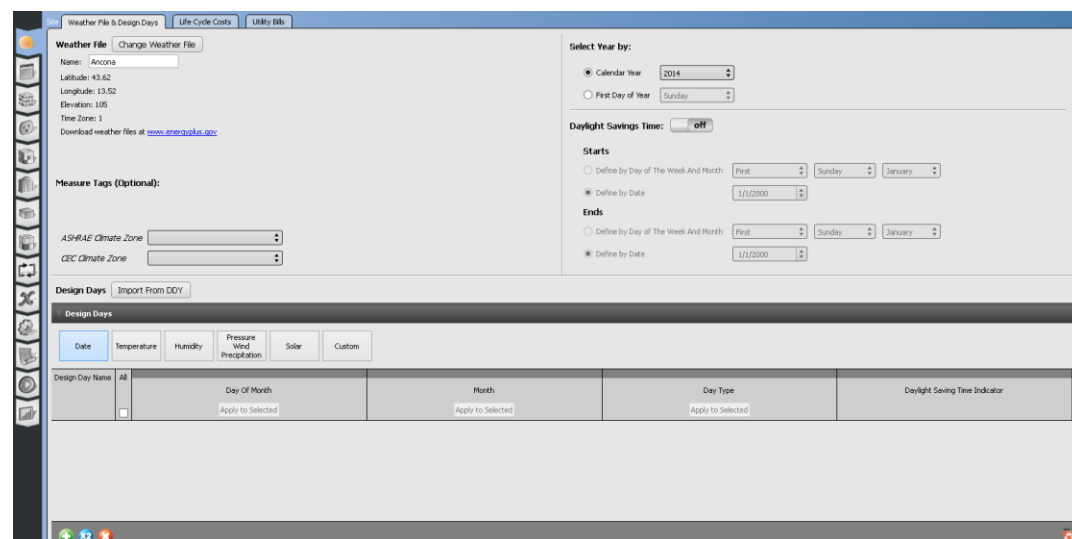 Site
Weather File & Design Days
Life Cycle Costs
Utility Bills
Weather File
Change Weather File
Name: Ancona
Latitude: 43.62
Longitude: 13.52
Elevation: 105
Time Zone: 1
Download weather files at www.energyplus.gov
Measure Tags (Optional):
ASHRAE Climate Zone
CEC Climate Zone
Select Year by:
Calendar Year 2014
First Day of Year Sunday
Daylight Savings Time: off
Starts
Define by Day of The Week And Month First Sunday January
Define by Date 1/1/2000
Ends
Define by Day of The Week And Month First Sunday January
Define by Date 1/1/2000
Design Days Import From DDY
Design Days
Date
Temperature
Humidity
Pressure
Wind
Precipitation
Solar
Custom
Design Day Name All
Day Of Month Month Day Type Daylight Saving Time Indicator
Apply to Selected Apply to Selected Apply to Selected
X2